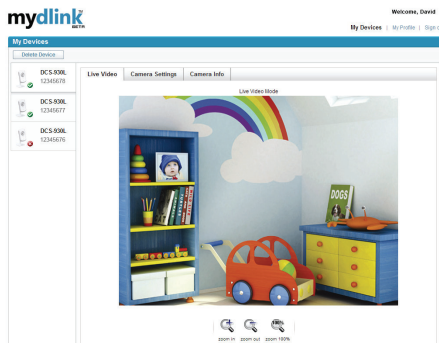 mydlink
BETA
Welcome, David
My Devices | My Profile | Sign
My Devices
Delete Device
DCS-930L
12345678
DCS-930L
12345677
DCS-930L
12345676
Live Video
Camera Settings
Camera Info
Live Video Mode
DOGS
100%
zoom in
zoom out
zoom 100%